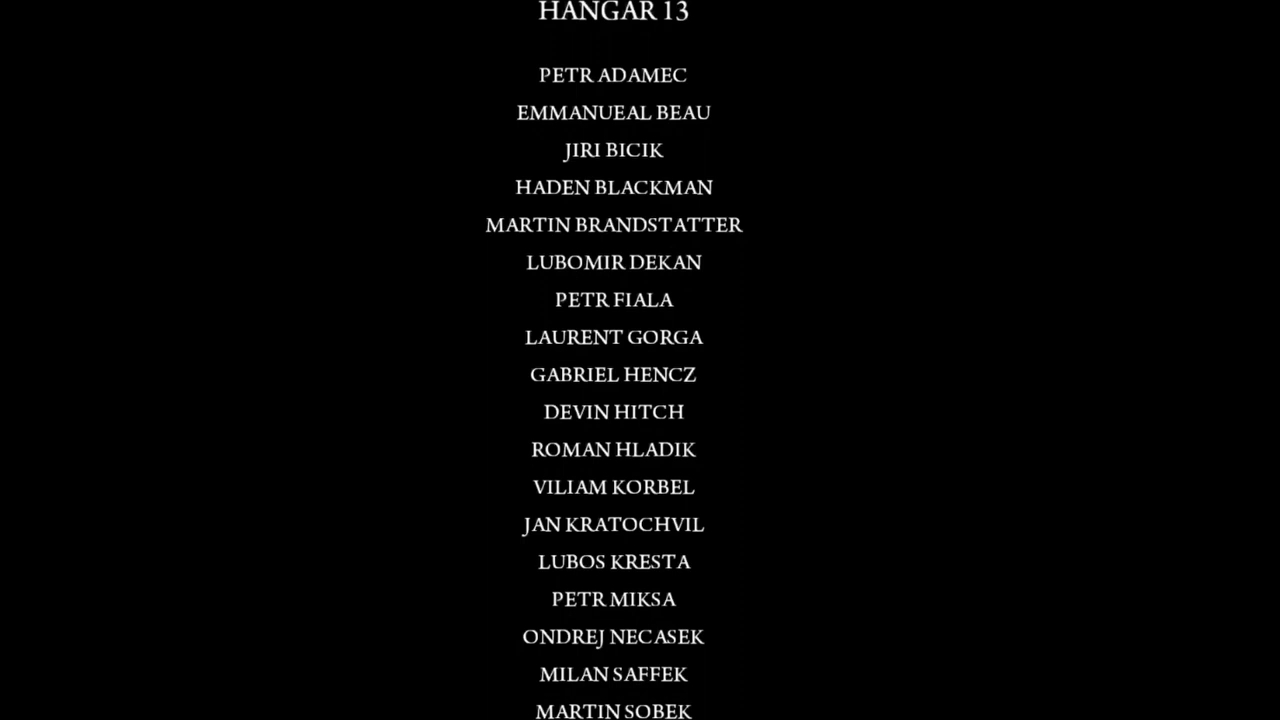 HANGAR 13
PETR ADAMEC
EMMANUEAL BEAU
JIRI BICIK
HADEN BLACKMAN
MARTIN BRANDSTATTER
LUBOMIR DEKAN
PETR FIALA
LAURENT GORGA
GABRIEL HENCZ
DEVIN HITCH
ROMAN HLADIK
VILIAM KORBEL
JAN KRATOCHVIL
LUBOS KRESTA
PETR MIKSA
ONDREJ NECASEK
MILAN SAFFEK
MARTIN SOBEK